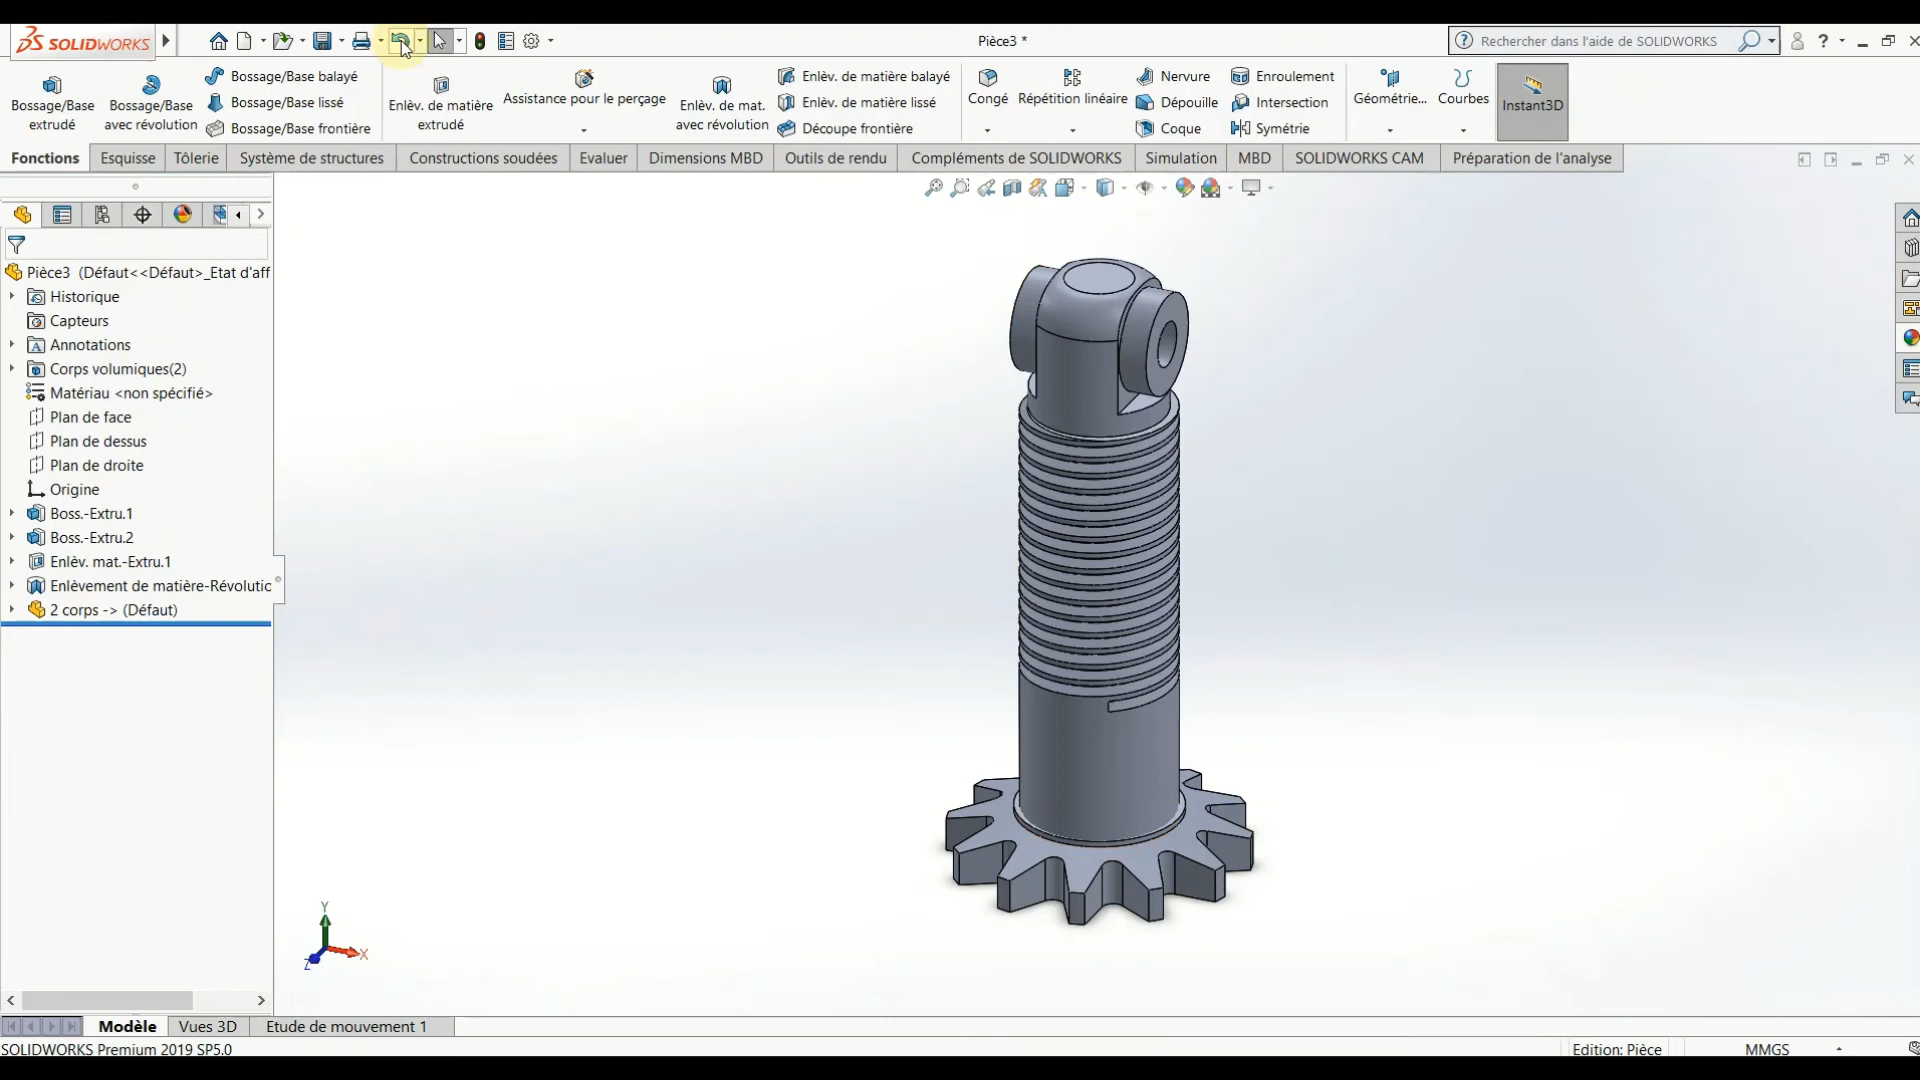 SOLIDWORKS
Pièce3 *
Rechercher dans l'aide de SOLIDWORKS
Bossage/Base extrudé
Bossage/Base avec révolution
Bossage/Base balayé
Bossage/Base lissé
Bossage/Base frontière
Enlèv. de matière extrudé
Assistance pour le perçage
Enlèv. de mat. avec révolution
Enlèv. de matière balayé
Enlèv. de matière lissé
Découpe frontière
Congé
Répétition linéaire
Nervure
Dépouille
Coque
Enroulement
Intersection
Symétrie
Géométrie...
Courbes
Instant3D
Fonctions
Esquisse
Tôlerie
Système de structures
Constructions soudées
Evaluer
Dimensions MBD
Outils de rendu
Compléments de SOLIDWORKS
Simulation
MBD
SOLIDWORKS CAM
Préparation de l'analyse
Pièce3 (Défaut<<Défaut>_Etat d'aff
Historique
Capteurs
Annotations
Corps volumiques(2)
Matériau <non spécifié>
Plan de face
Plan de dessus
Plan de droite
Origine
Boss.-Extru.1
Boss.-Extru.2
Enlèv. mat.-Extru.1
Enlèvement de matière-Révolutic
2 corps -> (Défaut)
Y
X
Z
Modèle
Vues 3D
Etude de mouvement 1
SOLIDWORKS Premium 2019 SP5.0
Edition: Pièce
MMGS